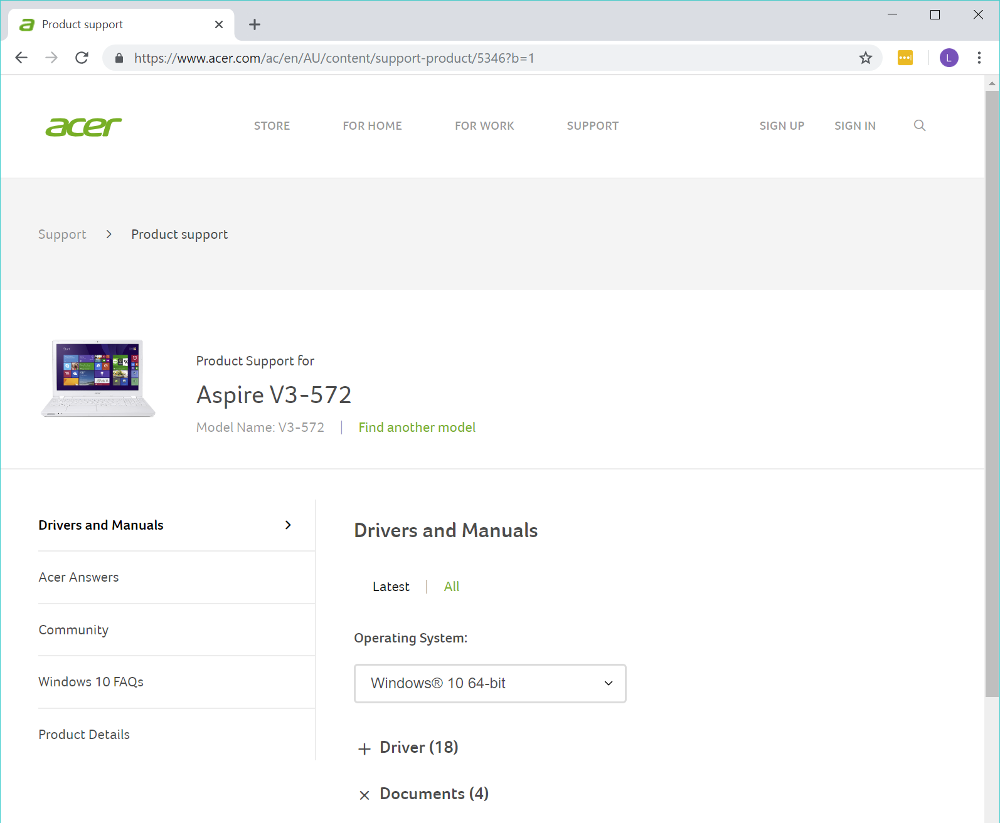 Product support
https://www.acer.com/ac/en/AU/content/support-product/5346?b=1
L
acer
STORE
FOR HOME
FOR WORK
SUPPORT
SIGN UP
SIGN IN
Support
Product support
Start
Product Support for
Aspire V3-572
Model Name: V3-572
Find another model
Drivers and Manuals
Acer Answers
Community
Windows 10 FAQs
Product Details
Drivers and Manuals
Latest
All
Operating System:
Windows® 10 64-bit
Driver (18)
Documents (4)